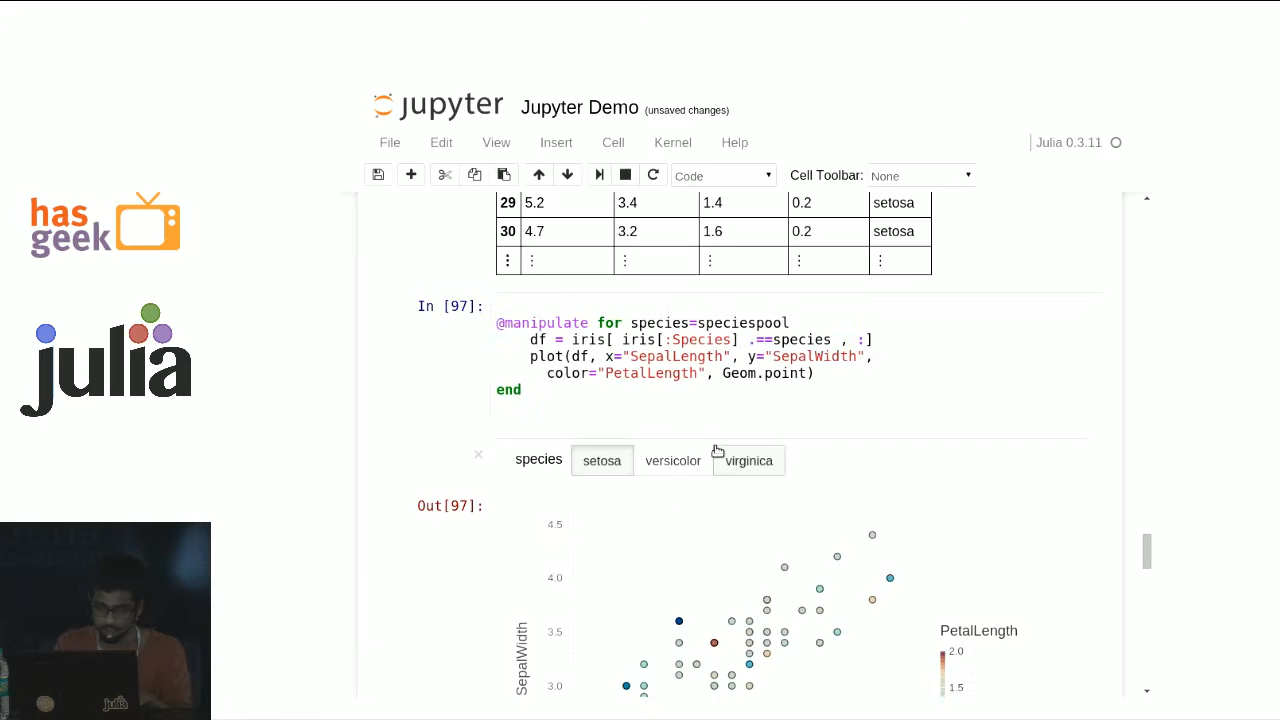 has
geek
julia
jupyter Jupyter Demo (unsaved changes)
File Edit View Insert Cell Kernel Help Julia 0.3.11
Code Cell Toolbar: None
29 5.2 3.4 1.4 0.2 setosa
30 4.7 3.2 1.6 0.2 setosa
⋮ ⋮ ⋮ ⋮ ⋮ ⋮
In [97]:
@manipulate for species=speciespool
df = iris[ iris[:Species] .==species , :]
plot(df, x="SepalLength", y="SepalWidth",
color="PetalLength", Geom.point)
end
× species setosa versicolor virginica
Out[97]:
4.5
4.0
3.5
3.0
SepalWidth
PetalLength
2.0
1.5
julia